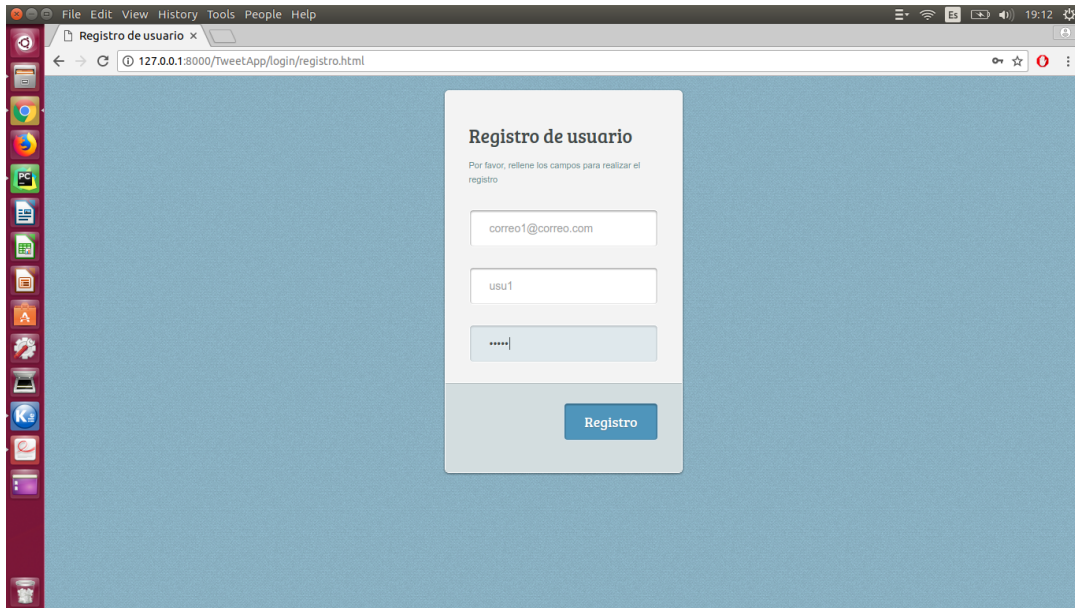 File Edit View History Tools People Help
Es
19:12
Registro de usuario ×
127.0.0.1:8000/TweetApp/login/registro.html
Registro de usuario
Por favor, rellene los campos para realizar el
registro
correo1@correo.com
usu1
•••••
Registro